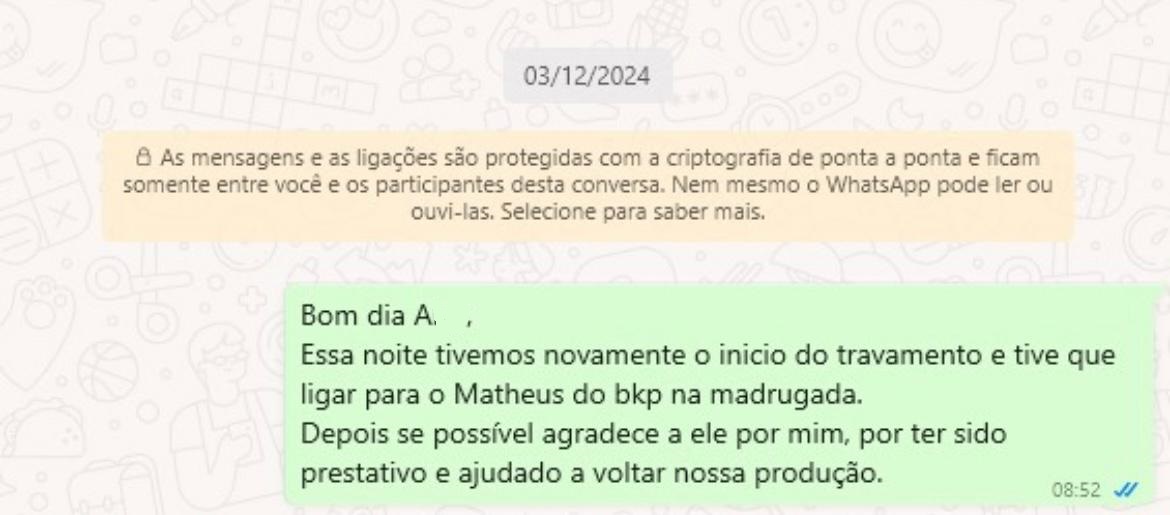 03/12/2024
As mensagens e as ligações são protegidas com a criptografia de ponta a ponta e ficam
somente entre você e os participantes desta conversa. Nem mesmo o WhatsApp pode ler ou
ouvi-las. Selecione para saber mais.
Bom dia A. ,
Essa noite tivemos novamente o inicio do travamento e tive que
ligar para o Matheus do bkp na madrugada.
Depois se possível agradece a ele por mim, por ter sido
prestativo e ajudado a voltar nossa produção.
08:52